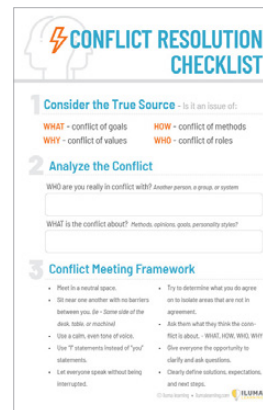 CONFLICT RESOLUTION
CHECKLIST
1 Consider the True Source - Is it an issue of:
WHAT - conflict of goals
HOW - conflict of methods
WHY - conflict of values
WHO - conflict of roles
2 Analyze the Conflict
WHO are you really in conflict with? Another person, a group, or system
WHAT is the conflict about? Methods, opinions, goals, personality styles?
3 Conflict Meeting Framework
• Meet in a neutral space.
• Sit near one another with no barriers
between you. (ie - Same side of the
desk, table, or machine)
• Use a calm, even tone of voice.
• Use "I" statements instead of "you"
statements.
• Let everyone speak without being
interrupted.
• Try to determine what you do agree
on to isolate areas that are not in
agreement.
• Ask them what they think the conn-
flict is about. - WHAT, HOW, WHO, WHY
• Give everyone the opportunity to
clarify and ask questions.
• Clearly define solutions, expectations,
and next steps.
ILUMA